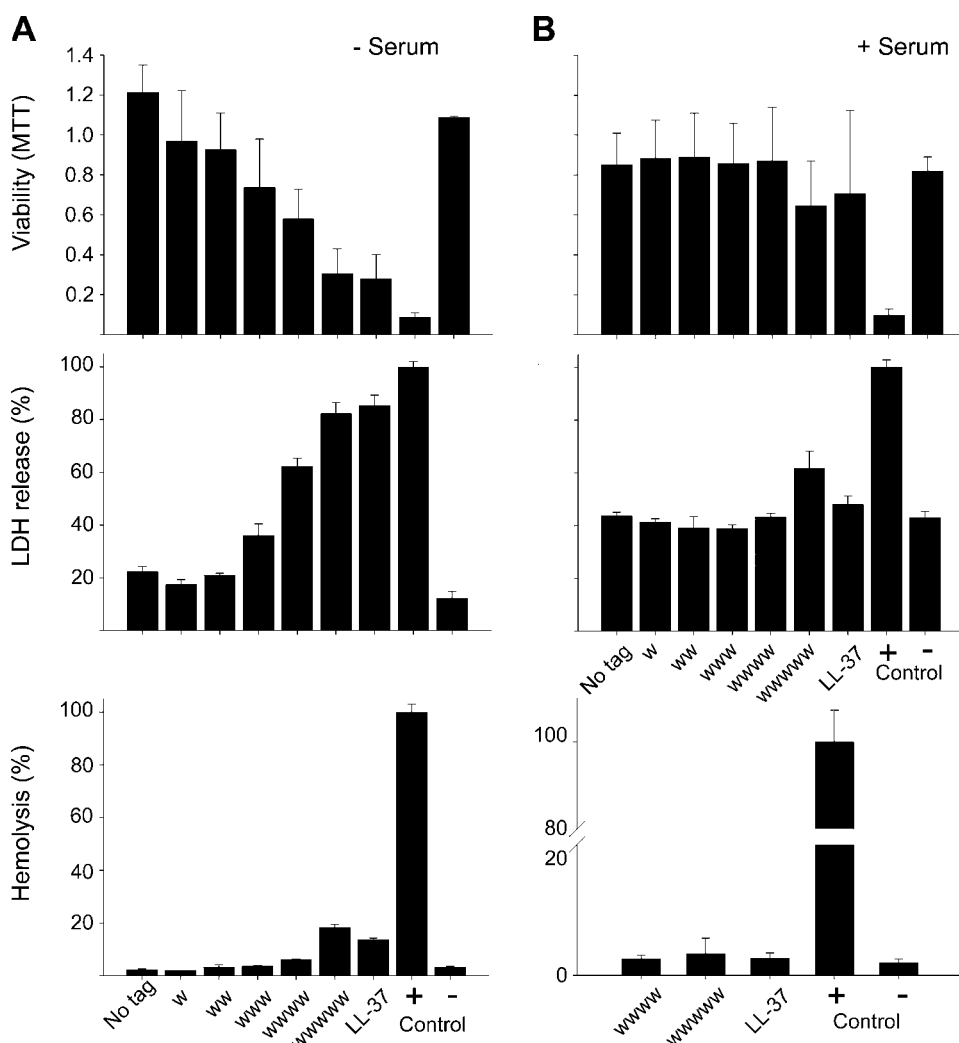 A
- Serum
B
+ Serum
Viability (MTT)
1.4
1.2
1.0
0.8
0.6
0.4
0.2
LDH release (%)
100
80
60
40
20
No tag
w
ww
www
wwww
wwwww
LL-37
+
-
Control
Hemolysis (%)
100
80
60
40
20
No tag
w
ww
www
wwww
wwwww
LL-37
+
-
Control
100
80
20
0
wwww
wwwww
LL-37
+
-
Control